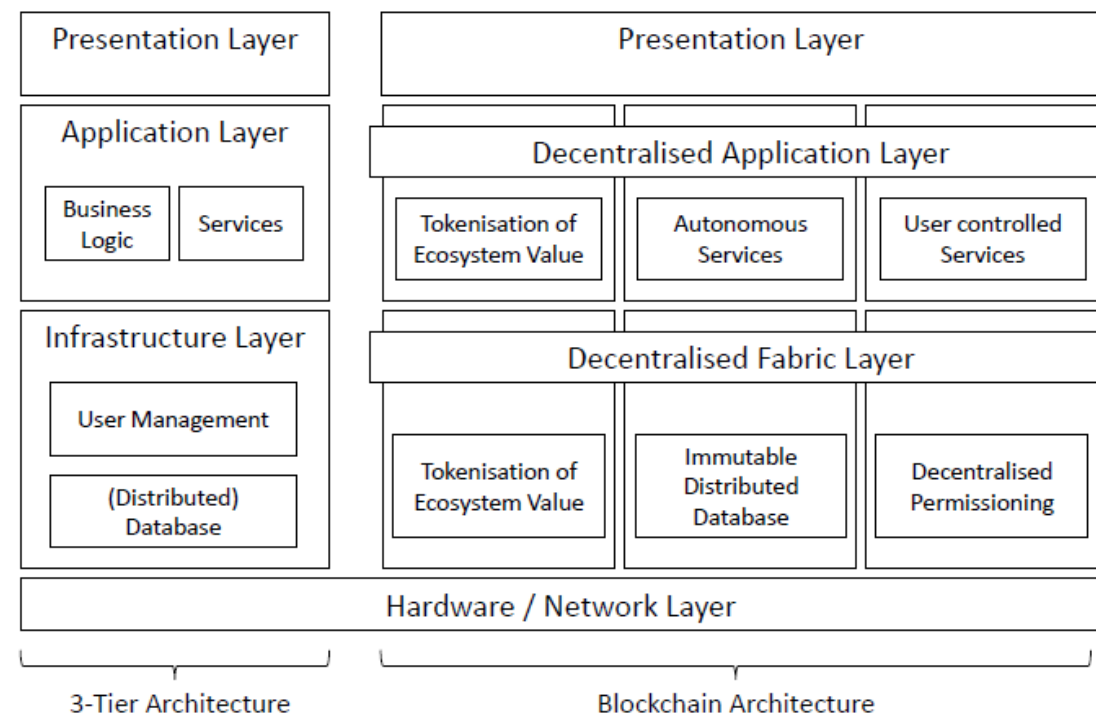 Presentation Layer
Presentation Layer
Application Layer
Business
Logic
Services
Decentralised Application Layer
Tokenisation of
Ecosystem Value
Autonomous
Services
User controlled
Services
Infrastructure Layer
User Management
(Distributed)
Database
Decentralised Fabric Layer
Tokenisation of
Ecosystem Value
Immutable
Distributed
Database
Decentralised
Permissioning
Hardware / Network Layer
3-Tier Architecture
Blockchain Architecture